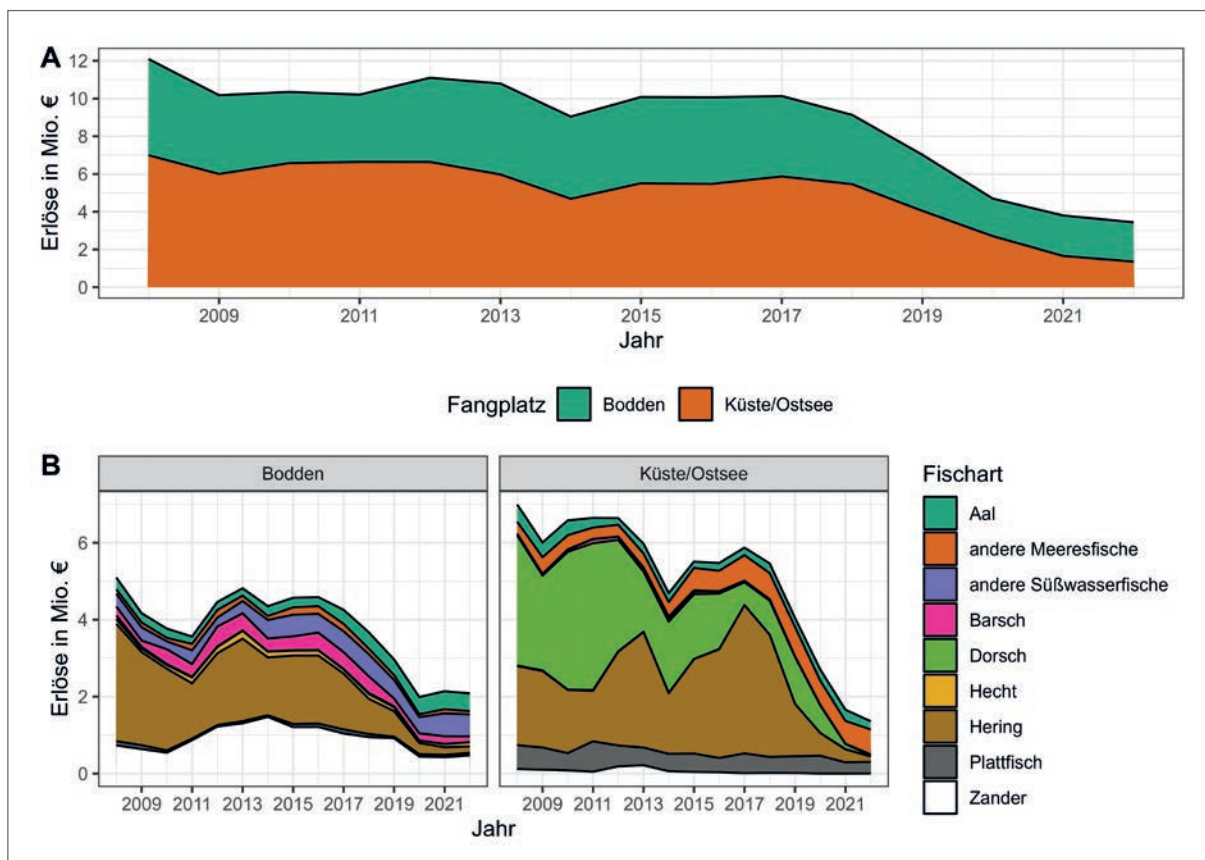 A
Erlöse in Mio. €
12
10
8
6
4
2
0
2009 2011 2013 2015 2017 2019 2021
Jahr
Fangplatz Bodden Küste/Ostsee
B
Bodden Küste/Ostsee
Erlöse in Mio. €
6
4
2
0
2009 2011 2013 2015 2017 2019 2021 2009 2011 2013 2015 2017 2019 2021
Jahr
Fischart
Aal
andere Meeresfische
andere Süßwasserfische
Barsch
Dorsch
Hecht
Hering
Plattfisch
Zander